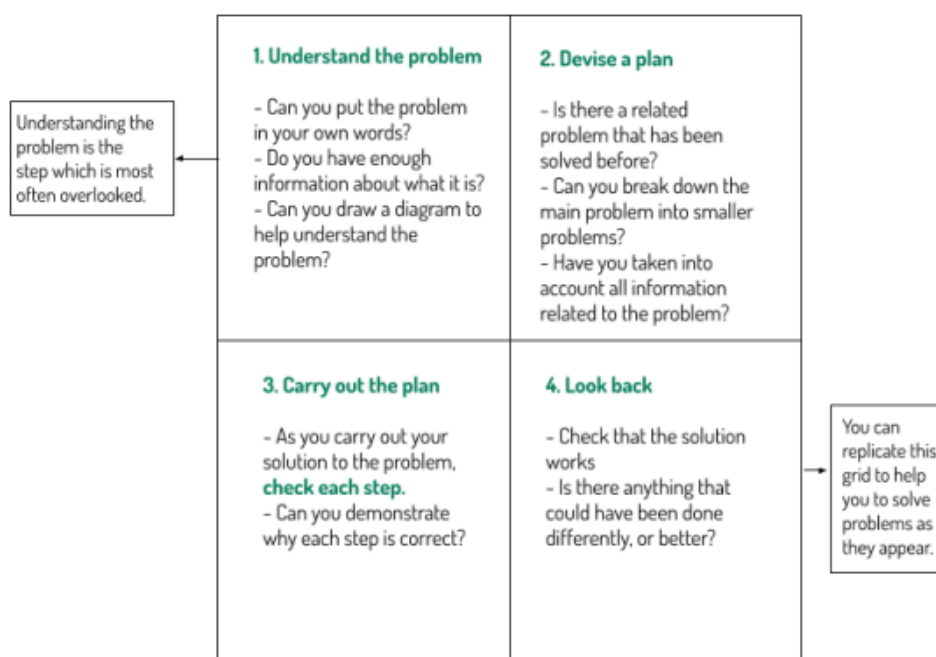 1. Understand the problem
- Can you put the problem
in your own words?
- Do you have enough
information about what it is?
- Can you draw a diagram to
help understand the
problem?
2. Devise a plan
- Is there a related
problem that has been
solved before?
- Can you break down the
main problem into smaller
problems?
- Have you taken into
account all information
related to the problem?
Understanding the
problem is the
step which is most
often overlooked.
3. Carry out the plan
- As you carry out your
solution to the problem,
check each step.
- Can you demonstrate
why each step is correct?
4. Look back
- Check that the solution
works
- Is there anything that
could have been done
differently, or better?
You can
replicate this
grid to help
you to solve
problems as
they appear.